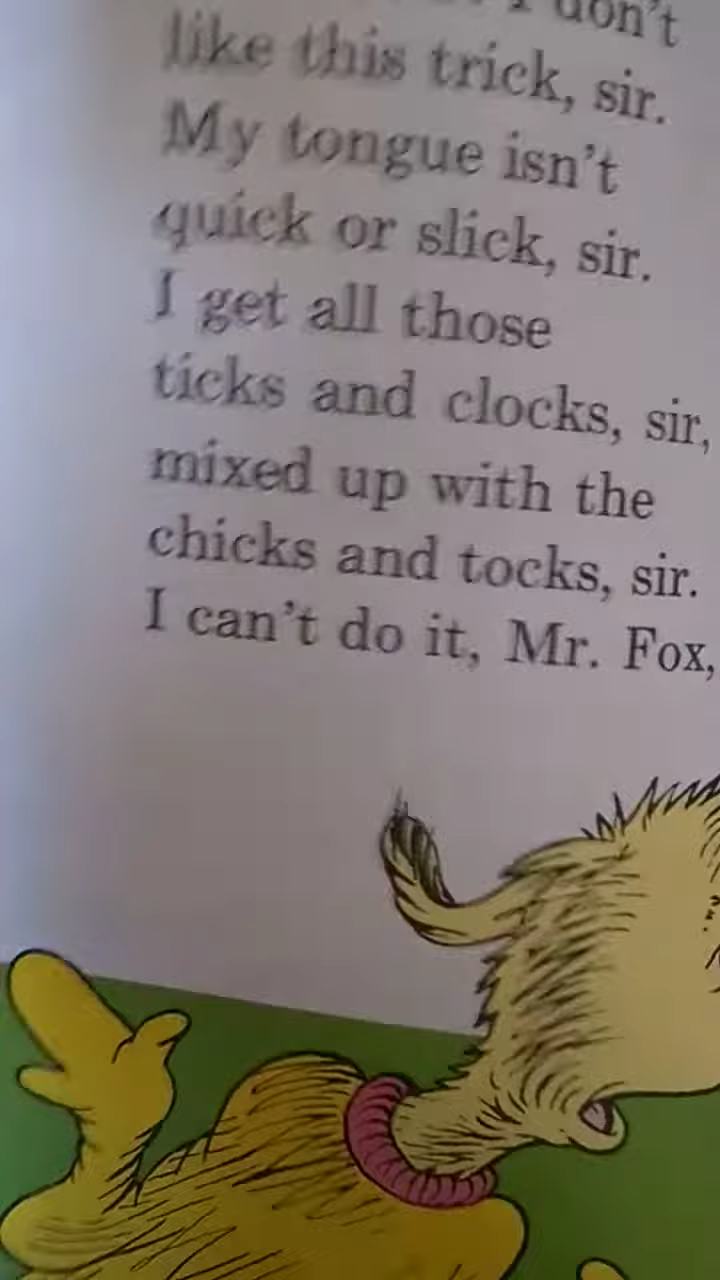 I don't
like this trick, sir.
My tongue isn't
quick or slick, sir.
I get all those
ticks and clocks, sir,
mixed up with the
chicks and tocks, sir.
I can't do it, Mr. Fox,